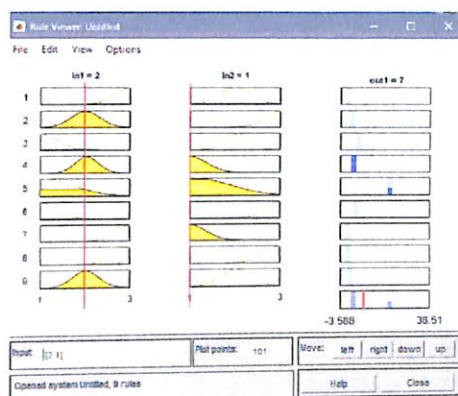 Rule Viewer: Untitled
File Edit View Options
in1 = 2 in2 = 1 out1 = 7
1
2
3
4
5
6
7
8
9
1 3 1 3
-3.588 38.51
Input: [2 1] Plot points: 101 Move: left right down up
Opened system Untitled, 9 rules Help Close